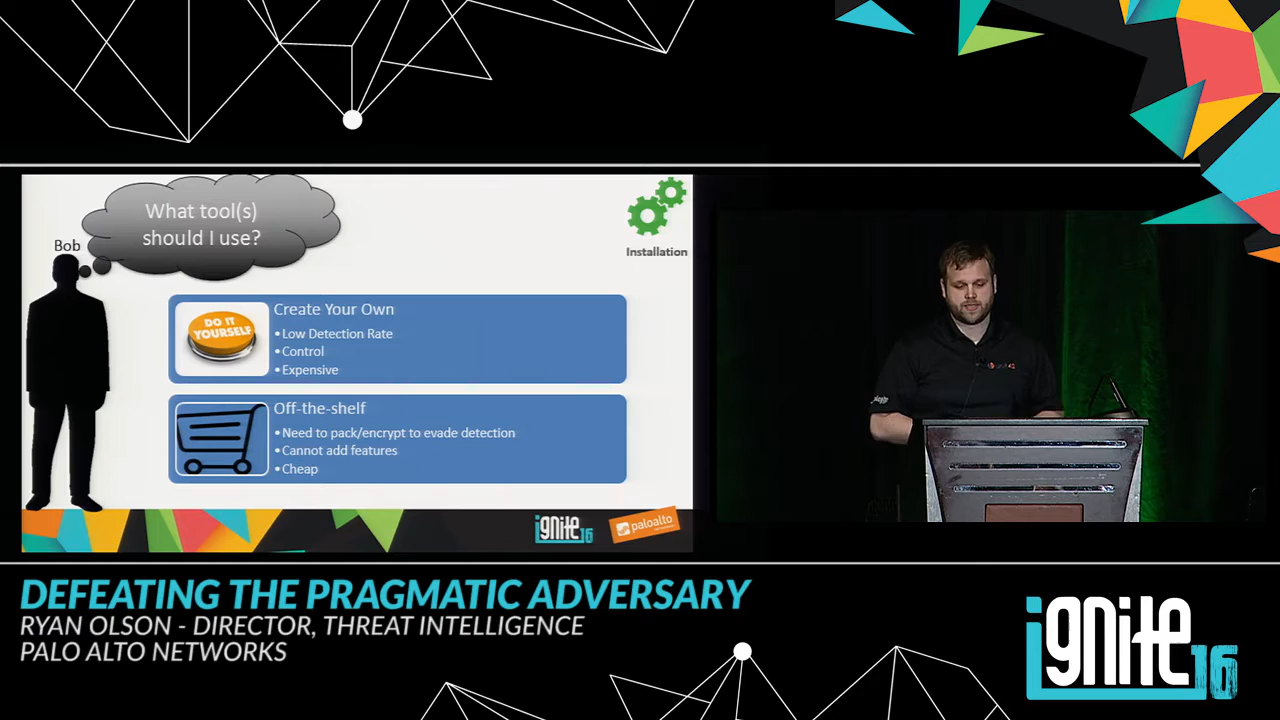 What tool(s)
should I use?
Bob
Installation
Create Your Own
DO IT
YOURSELF
• Low Detection Rate
• Control
• Expensive
Off-the-shelf
• Need to pack/encrypt to evade detection
• Cannot add features
• Cheap
ignite16
paloalto
DEFEATING THE PRAGMATIC ADVERSARY
RYAN OLSON - DIRECTOR, THREAT INTELLIGENCE
PALO ALTO NETWORKS
ignite16